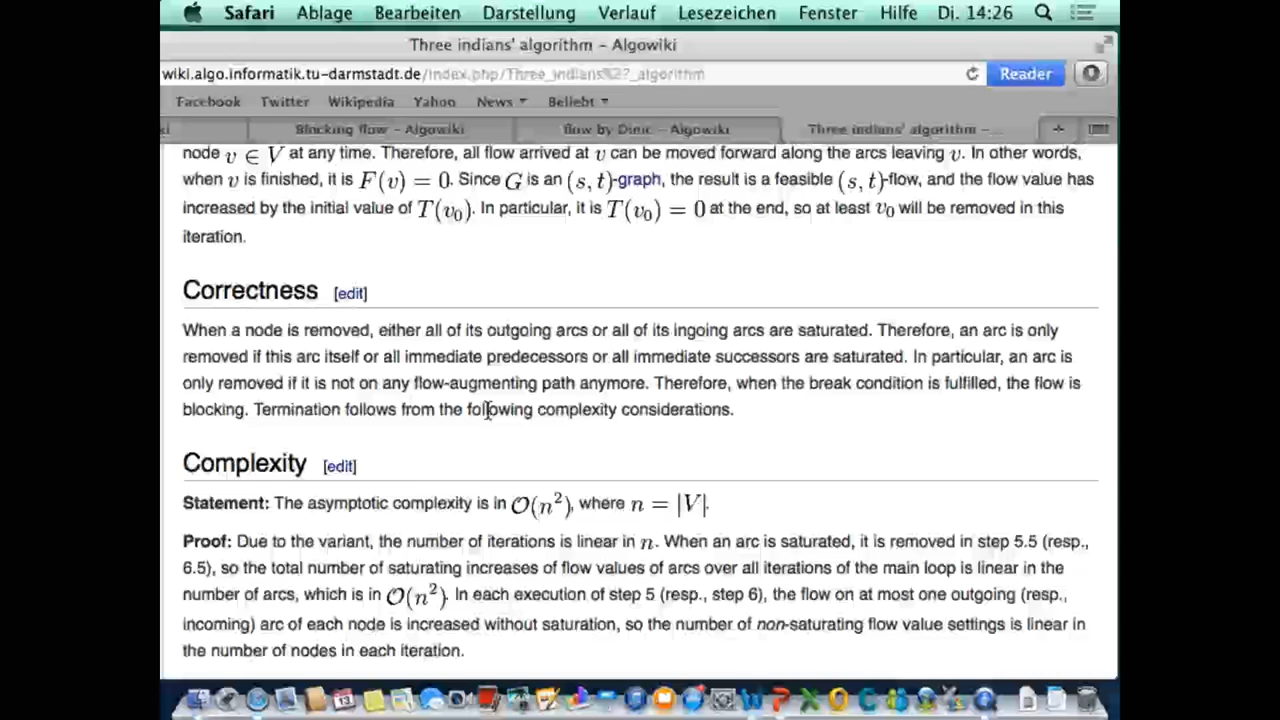 Safari Ablage Bearbeiten Darstellung Verlauf Lesezeichen Fenster Hilfe Di. 14:26
Three indians' algorithm – Algowiki
wiki.algo.informatik.tu-darmstadt.de/index.php/Three_indians%2?_algorithm
Reader
Facebook Twitter Wikipedia Yahoo News Beliebt
Blocking flow – Algowiki
flow by Dinic – Algowiki
Three indians' algorithm – ...
node v ∈ V at any time. Therefore, all flow arrived at v can be moved forward along the arcs leaving v. In other words,
when v is finished, it is F(v) = 0. Since G is an (s, t)-graph, the result is a feasible (s, t)-flow, and the flow value has
increased by the initial value of T(v₀). In particular, it is T(v₀) = 0 at the end, so at least v₀ will be removed in this
iteration.
Correctness [edit]
When a node is removed, either all of its outgoing arcs or all of its ingoing arcs are saturated. Therefore, an arc is only
removed if this arc itself or all immediate predecessors or all immediate successors are saturated. In particular, an arc is
only removed if it is not on any flow-augmenting path anymore. Therefore, when the break condition is fulfilled, the flow is
blocking. Termination follows from the following complexity considerations.
Complexity [edit]
Statement: The asymptotic complexity is in O(n²), where n = |V|.
Proof: Due to the variant, the number of iterations is linear in n. When an arc is saturated, it is removed in step 5.5 (resp.,
6.5), so the total number of saturating increases of flow values of arcs over all iterations of the main loop is linear in the
number of arcs, which is in O(n²). In each execution of step 5 (resp., step 6), the flow on at most one outgoing (resp.,
incoming) arc of each node is increased without saturation, so the number of non-saturating flow value settings is linear in
the number of nodes in each iteration.